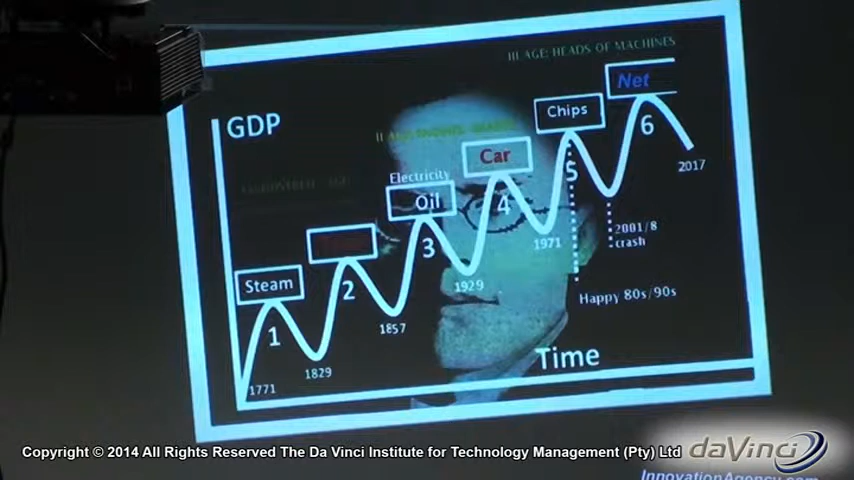 III AGE: HEADS OF MACHINES
Net
GDP
Chips
6
Car
5
2017
Electricity
Oil
4
3
1971
2001/8
crash
Steam
2
1929
Happy 80s/90s
1
1857
Time
1829
1771
Copyright © 2014 All Rights Reserved The Da Vinci Institute for Technology Management (Pty) Ltd
daVinci
InnovationAgency.com